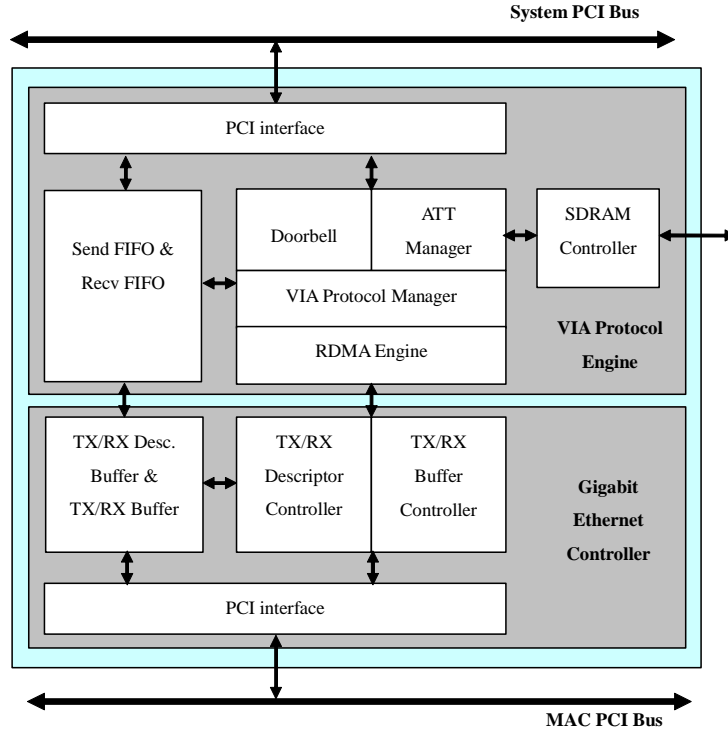 System PCI Bus
PCI interface
Send FIFO &
Recv FIFO
Doorbell
ATT
Manager
SDRAM
Controller
VIA Protocol Manager
RDMA Engine
VIA Protocol
Engine
TX/RX Desc.
Buffer &
TX/RX Buffer
TX/RX
Descriptor
Controller
TX/RX
Buffer
Controller
Gigabit
Ethernet
Controller
PCI interface
MAC PCI Bus